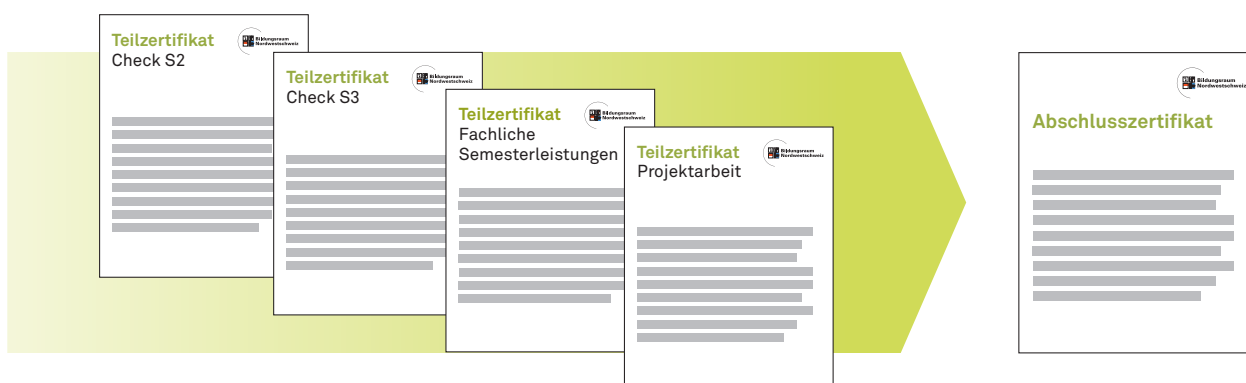 Teilzertifikat
Check S2
Bildungsraum
Nordwestschweiz
Teilzertifikat
Check S3
Bildungsraum
Nordwestschweiz
Teilzertifikat
Fachliche
Semesterleistungen
Bildungsraum
Nordwestschweiz
Teilzertifikat
Projektarbeit
Bildungsraum
Nordwestschweiz
Bildungsraum
Nordwestschweiz
Abschlusszertifikat